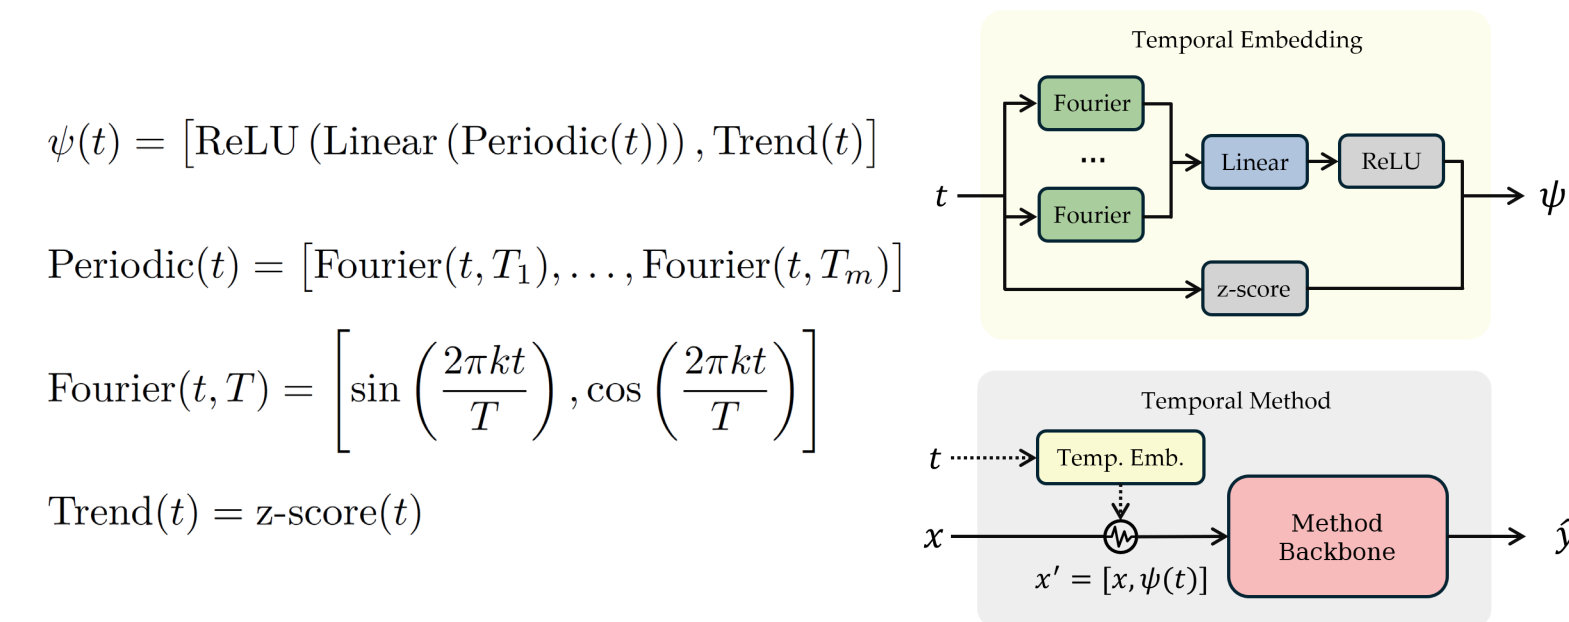 ψ(t) = [ReLU (Linear (Periodic(t))) , Trend(t)]
Periodic(t) = [Fourier(t, T₁), . . . , Fourier(t, Tₘ)]
Fourier(t, T) = [sin (2πkt / T) , cos (2πkt / T)]
Trend(t) = z-score(t)
Temporal Embedding
t
Fourier
...
Fourier
Linear
ReLU
z-score
ψ
Temporal Method
t
Temp. Emb.
x
x′ = [x, ψ(t)]
Method
Backbone
ŷ